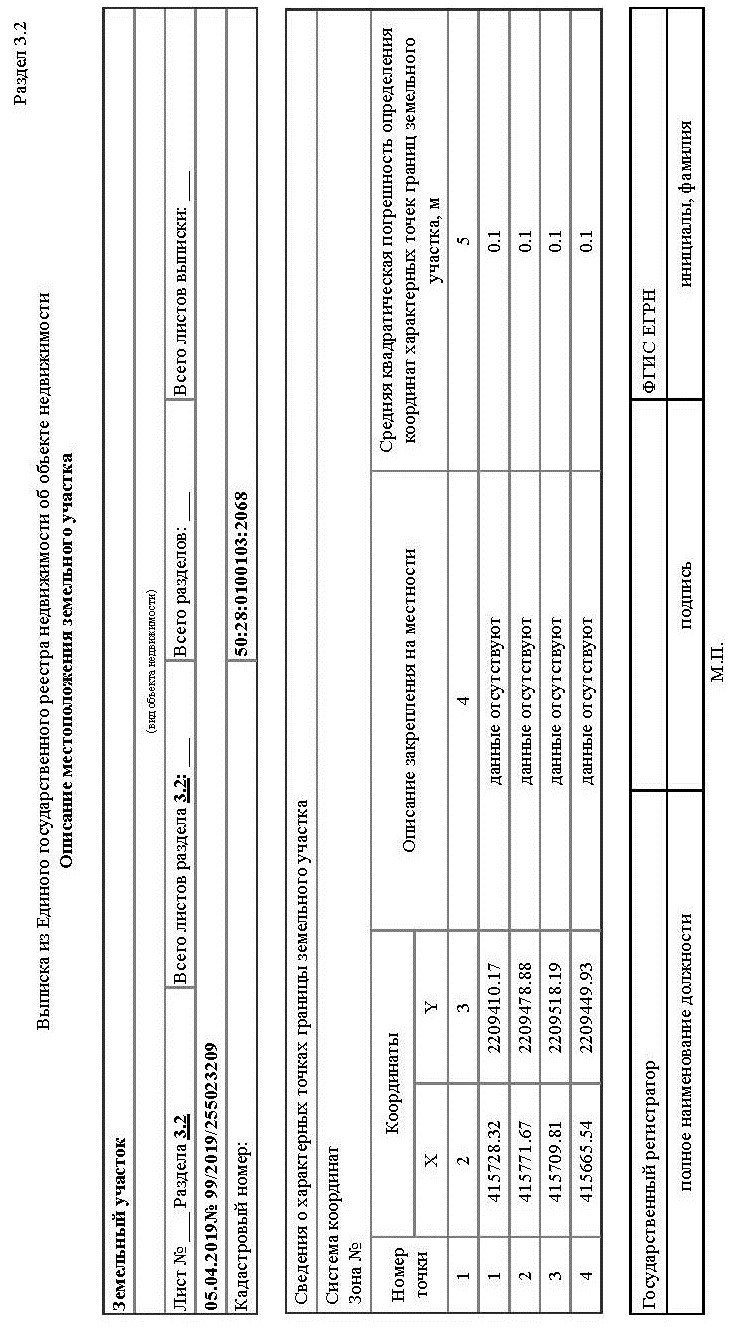 Раздел 3.2
Выписка из Единого государственного реестра недвижимости об объекте недвижимости
Описание местоположения земельного участка
Земельный участок
(вид объекта недвижимости)
Лист № ___ Раздела 3.2 Всего листов раздела 3.2: ___ Всего разделов: ___ Всего листов выписки: ___
05.04.2019№ 99/2019/255023209
Кадастровый номер: 50:28:0100103:2068
Сведения о характерных точках границы земельного участка
Система координат
Зона №
Номер точки
Координаты
X Y
Описание закрепления на местности
Средняя квадратическая погрешность определения
координат характерных точек границ земельного
участка, м
1 2 3 4 5
1 415728.32 2209410.17 данные отсутствуют 0.1
2 415771.67 2209478.88 данные отсутствуют 0.1
3 415709.81 2209518.19 данные отсутствуют 0.1
4 415665.54 2209449.93 данные отсутствуют 0.1
Государственный регистратор ФГИС ЕГРН
полное наименование должности подпись инициалы, фамилия
М.П.